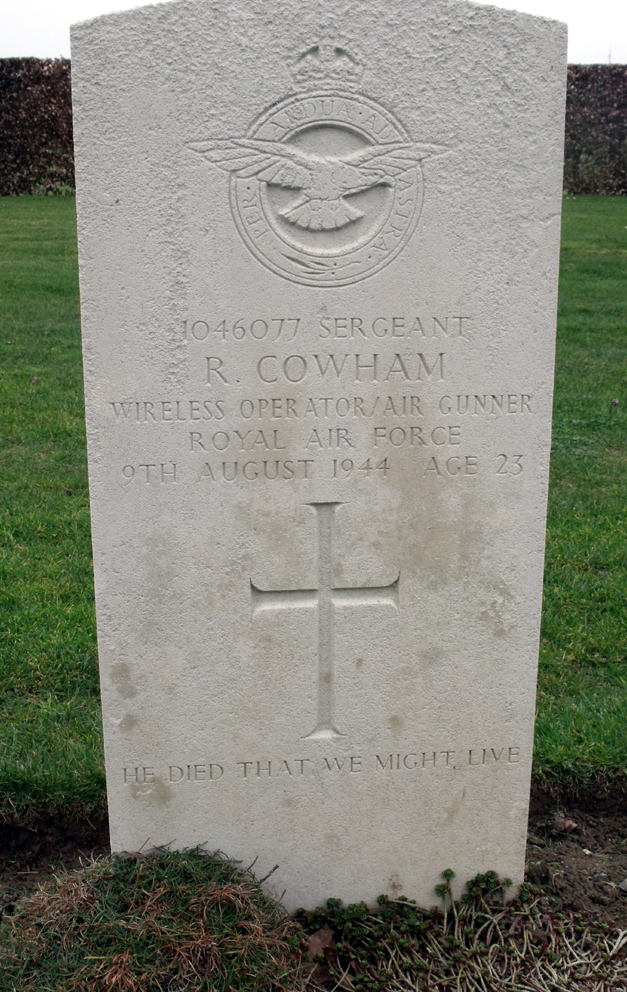 PER · ARDUA · AD · ASTRA ·
1046077 SERGEANT
R. COWHAM
WIRELESS OPERATOR/AIR GUNNER
ROYAL AIR FORCE
9TH AUGUST 1944 AGE 23
HE DIED THAT WE MIGHT LIVE